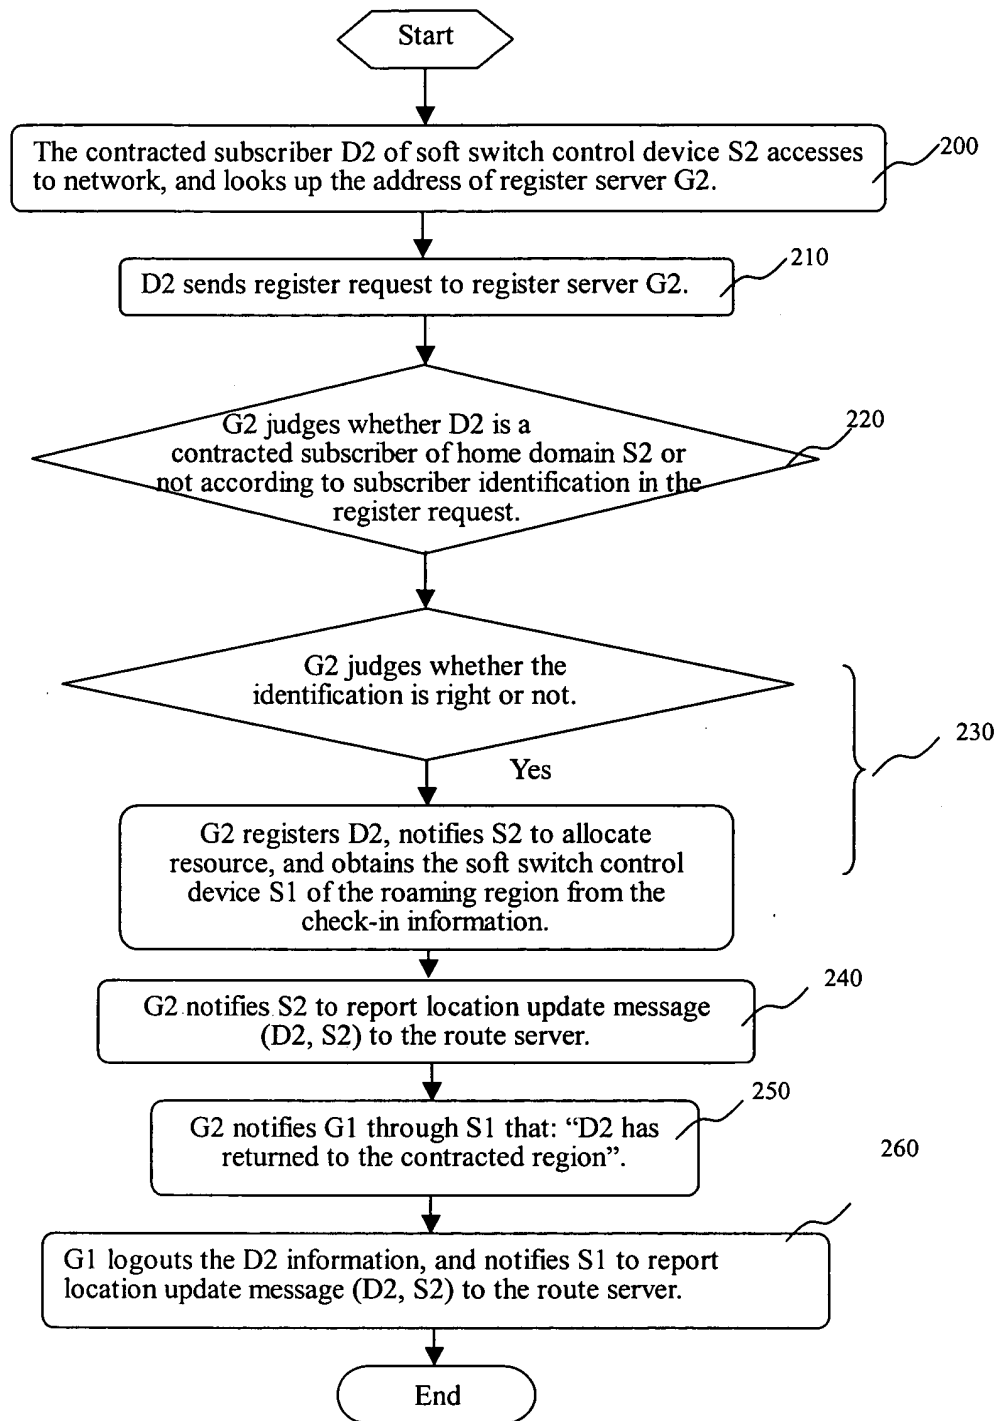 Start
The contracted subscriber D2 of soft switch control device S2 accesses
to network, and looks up the address of register server G2.
200
D2 sends register request to register server G2.
210
G2 judges whether D2 is a
contracted subscriber of home domain S2 or
not according to subscriber identification in the
register request.
220
G2 judges whether the
identification is right or not.
230
Yes
G2 registers D2, notifies S2 to allocate
resource, and obtains the soft switch control
device S1 of the roaming region from the
check-in information.
G2 notifies S2 to report location update message
(D2, S2) to the route server.
240
G2 notifies G1 through S1 that: “D2 has
returned to the contracted region”.
250
260
G1 logouts the D2 information, and notifies S1 to report
location update message (D2, S2) to the route server.
End